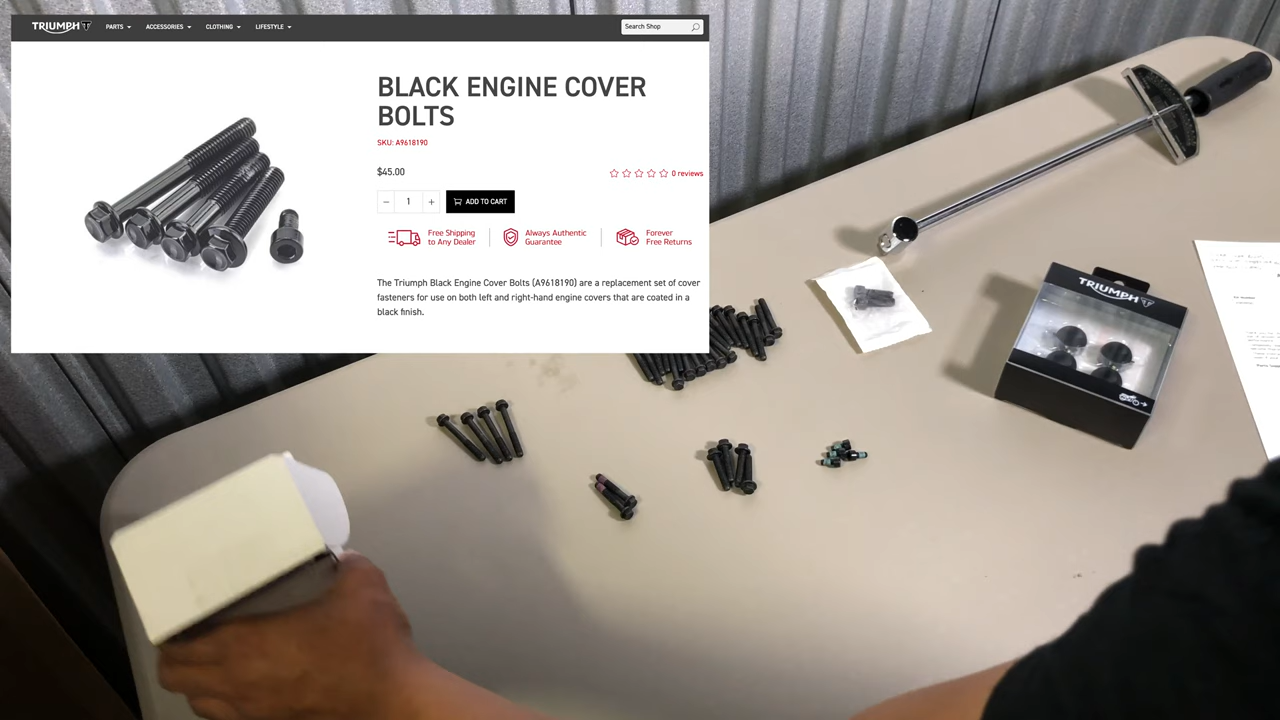 TRIUMPH
PARTS
ACCESSORIES
CLOTHING
LIFESTYLE
Search Shop
BLACK ENGINE COVER
BOLTS
SKU: A9618190
$45.00
0 reviews
− 1 +
ADD TO CART
Free Shipping
to Any Dealer
Always Authentic
Guarantee
Forever
Free Returns
The Triumph Black Engine Cover Bolts (A9618190) are a replacement set of cover
fasteners for use on both left and right-hand engine covers that are coated in a
black finish.
TRIUMPH